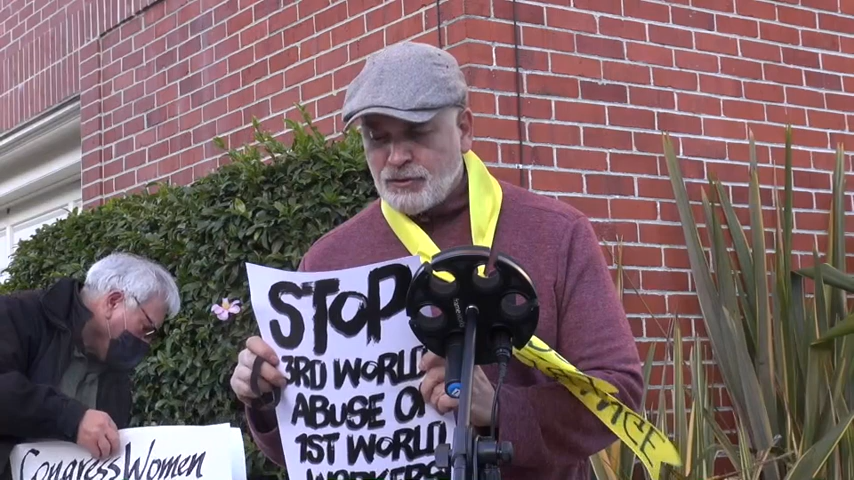 STOP
3RD WORLD
ABUSE OF
1ST WORLD
WORKERS
CongressWomen